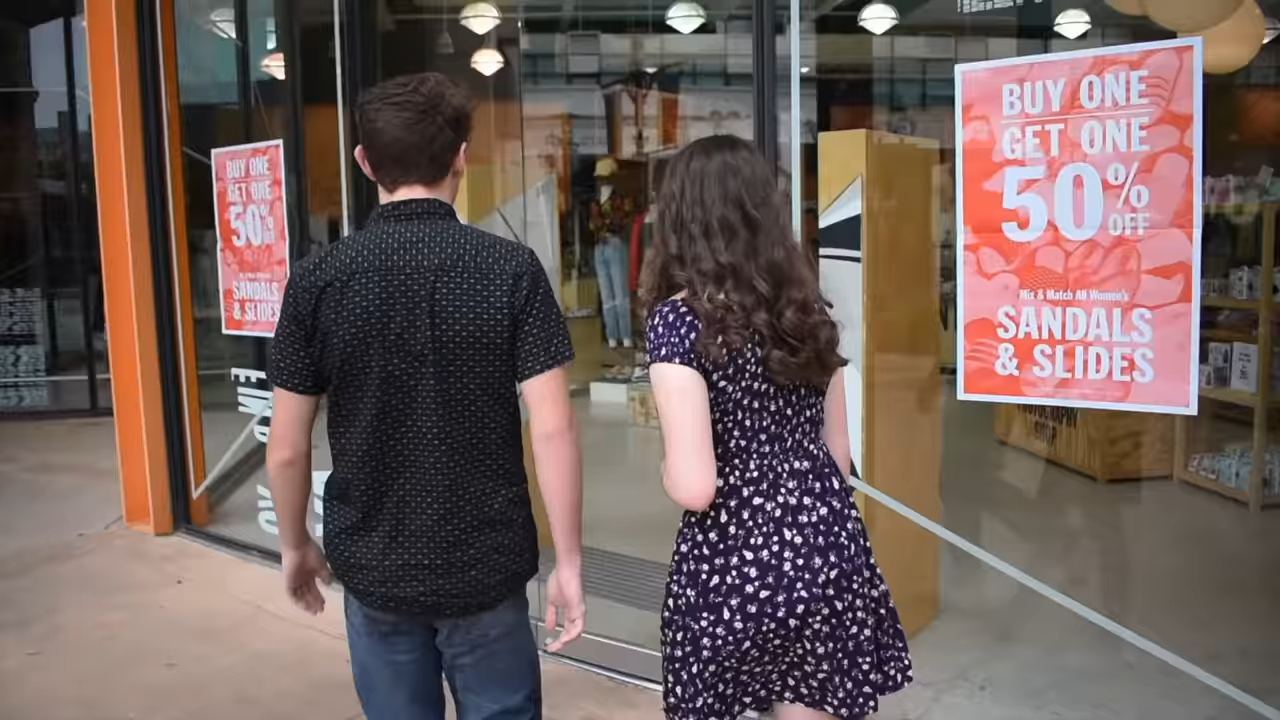 BUY ONE
GET ONE
50%
OFF
SANDALS
& SLIDES
BUY ONE
GET ONE
50%
OFF
Mix & Match All Women's
SANDALS
& SLIDES